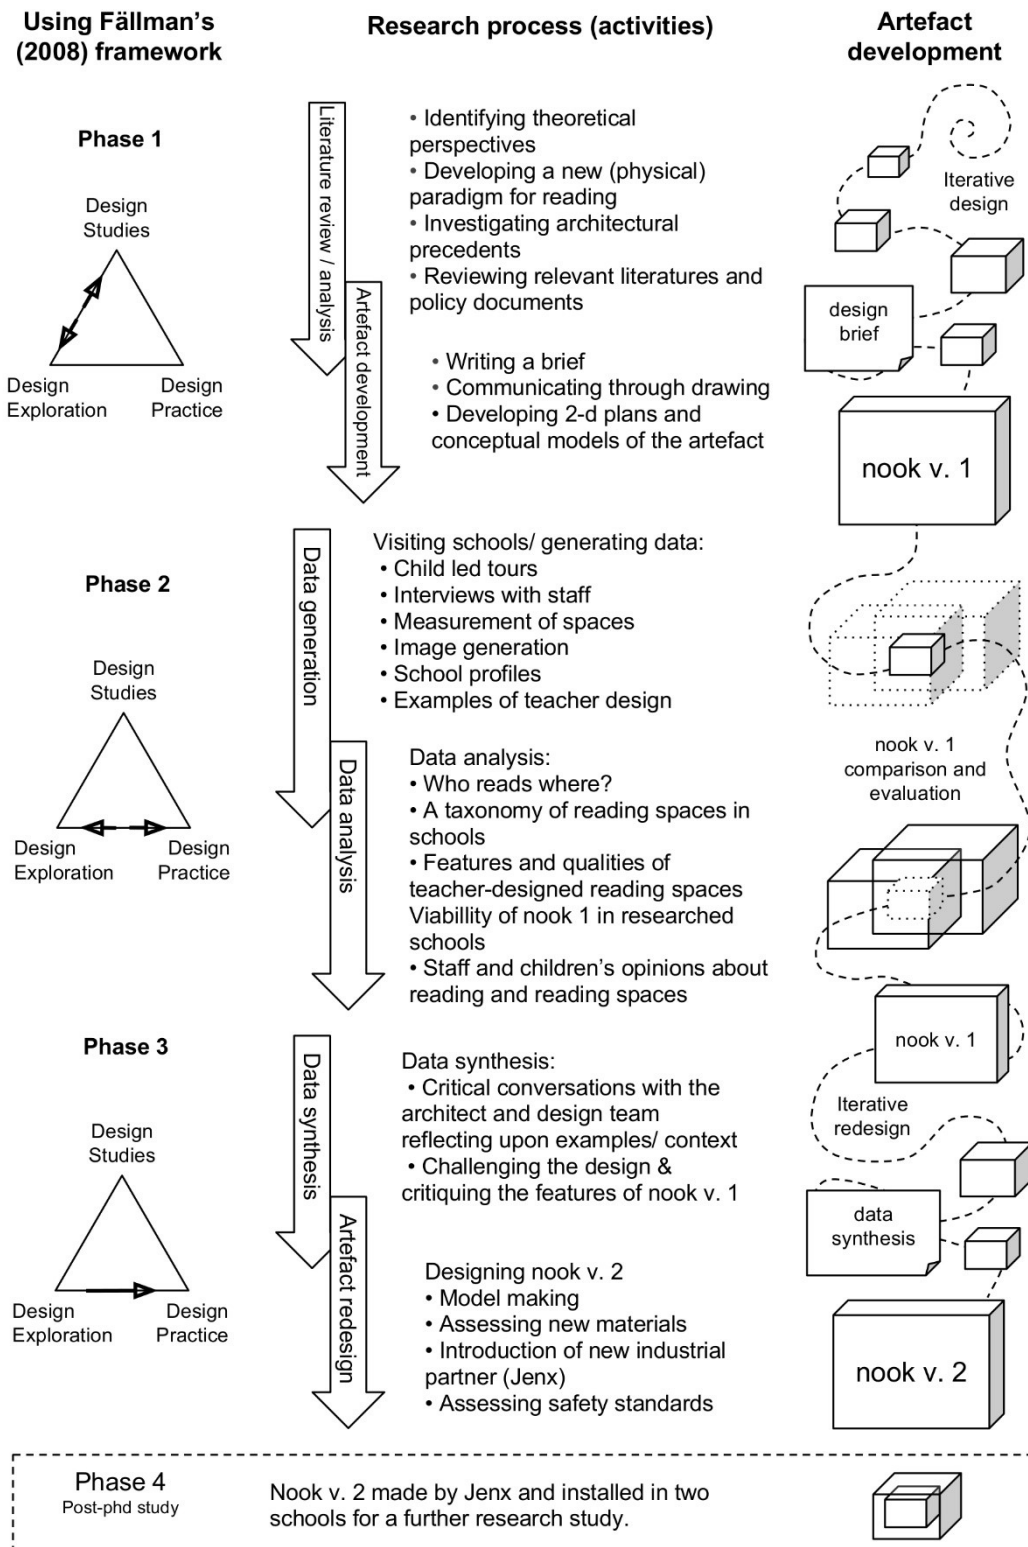 Using Fällman's
(2008) framework
Research process (activities)
Artefact
development
Phase 1
Design
Studies
Design
Exploration
Design
Practice
Literature review / analysis
Artefact development
• Identifying theoretical
perspectives
• Developing a new (physical)
paradigm for reading
• Investigating architectural
precedents
• Reviewing relevant literatures and
policy documents
• Writing a brief
• Communicating through drawing
• Developing 2-d plans and
conceptual models of the artefact
Iterative
design
design
brief
nook v. 1
Phase 2
Design
Studies
Design
Exploration
Design
Practice
Data generation
Data analysis
Visiting schools/ generating data:
• Child led tours
• Interviews with staff
• Measurement of spaces
• Image generation
• School profiles
• Examples of teacher design
Data analysis:
• Who reads where?
• A taxonomy of reading spaces in
schools
• Features and qualities of
teacher-designed reading spaces
Viabillity of nook 1 in researched
schools
• Staff and children's opinions about
reading and reading spaces
nook v. 1
comparison and
evaluation
nook v. 1
Phase 3
Design
Studies
Design
Exploration
Design
Practice
Data synthesis
Artefact redesign
Data synthesis:
• Critical conversations with the
architect and design team
reflecting upon examples/ context
• Challenging the design &
critiquing the features of nook v. 1
Designing nook v. 2
• Model making
• Assessing new materials
• Introduction of new industrial
partner (Jenx)
• Assessing safety standards
Iterative
redesign
data
synthesis
nook v. 2
Phase 4
Post-phd study
Nook v. 2 made by Jenx and installed in two
schools for a further research study.